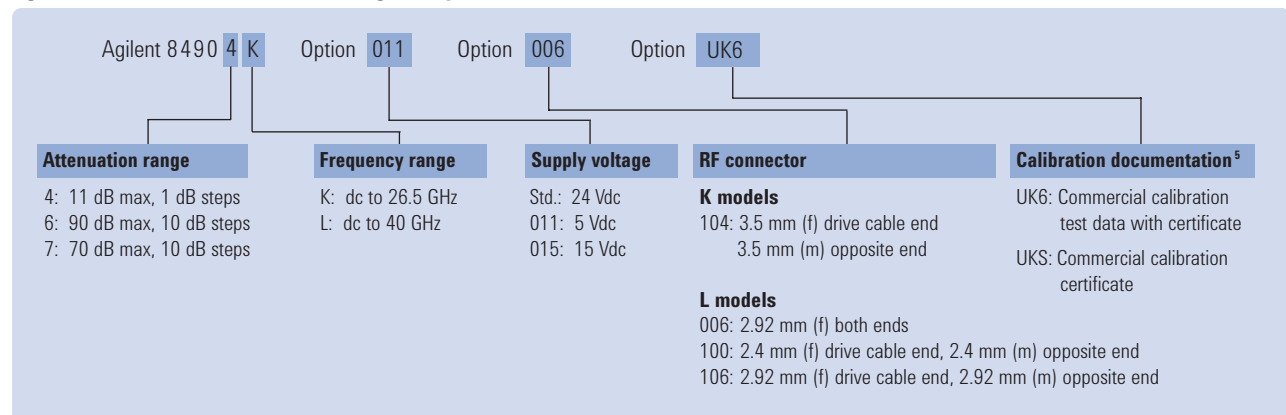 Agilent 8490 4 K Option 011 Option 006 Option UK6
Attenuation range
4: 11 dB max, 1 dB steps
6: 90 dB max, 10 dB steps
7: 70 dB max, 10 dB steps
Frequency range
K: dc to 26.5 GHz
L: dc to 40 GHz
Supply voltage
Std.: 24 Vdc
011: 5 Vdc
015: 15 Vdc
RF connector
K models
104: 3.5 mm (f) drive cable end
3.5 mm (m) opposite end
L models
006: 2.92 mm (f) both ends
100: 2.4 mm (f) drive cable end, 2.4 mm (m) opposite end
106: 2.92 mm (f) drive cable end, 2.92 mm (m) opposite end
Calibration documentation 5
UK6: Commercial calibration
test data with certificate
UKS: Commercial calibration
certificate